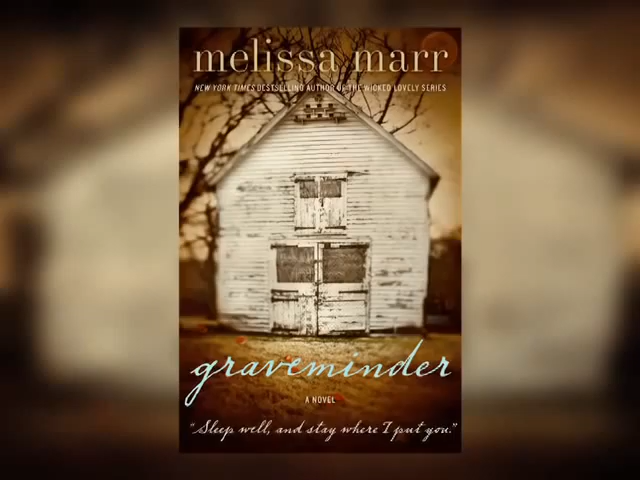 melissa marr
NEW YORK TIMES BESTSELLING AUTHOR OF THE WICKED LOVELY SERIES
graveminder
A NOVEL
"Sleep well, and stay where I put you."